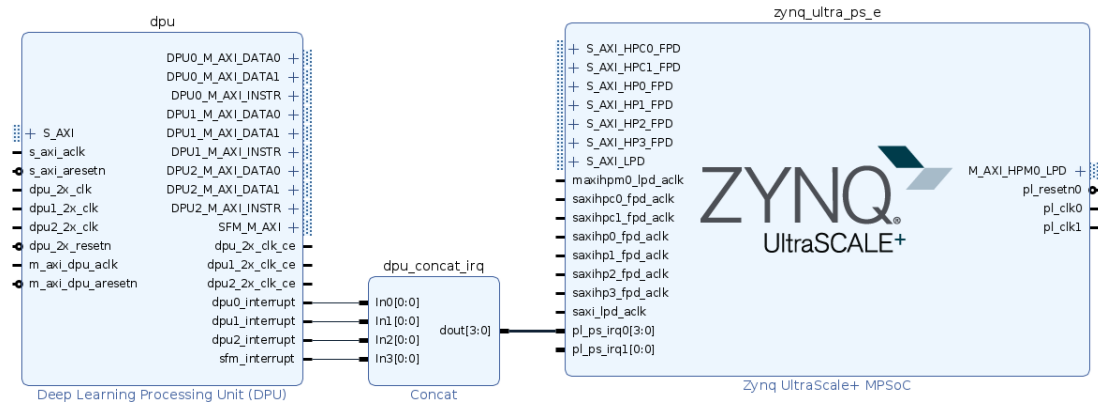 dpu
DPU0_M_AXI_DATA0
DPU0_M_AXI_DATA1
DPU0_M_AXI_INSTR
DPU1_M_AXI_DATA0
S_AXI DPU1_M_AXI_DATA1
s_axi_aclk DPU1_M_AXI_INSTR
s_axi_aresetn DPU2_M_AXI_DATA0
dpu_2x_clk DPU2_M_AXI_DATA1
dpu1_2x_clk DPU2_M_AXI_INSTR
dpu2_2x_clk SFM_M_AXI
dpu_2x_resetn dpu_2x_clk_ce
m_axi_dpu_aclk dpu1_2x_clk_ce
m_axi_dpu_aresetn dpu2_2x_clk_ce
dpu0_interrupt
dpu1_interrupt
dpu2_interrupt
sfm_interrupt
Deep Learning Processing Unit (DPU)
dpu_concat_irq
In0[0:0]
In1[0:0]
In2[0:0]
In3[0:0]
dout[3:0]
Concat
zynq_ultra_ps_e
S_AXI_HPC0_FPD
S_AXI_HPC1_FPD
S_AXI_HP0_FPD
S_AXI_HP1_FPD
S_AXI_HP2_FPD
S_AXI_HP3_FPD
S_AXI_LPD
maxihpm0_lpd_aclk
saxihpc0_fpd_aclk
saxihpc1_fpd_aclk
saxihp0_fpd_aclk
saxihp1_fpd_aclk
saxihp2_fpd_aclk
saxihp3_fpd_aclk
saxi_lpd_aclk
pl_ps_irq0[3:0]
pl_ps_irq1[0:0]
ZYNQ®
UltraSCALE+
M_AXI_HPM0_LPD
pl_resetn0
pl_clk0
pl_clk1
Zynq UltraScale+ MPSoC